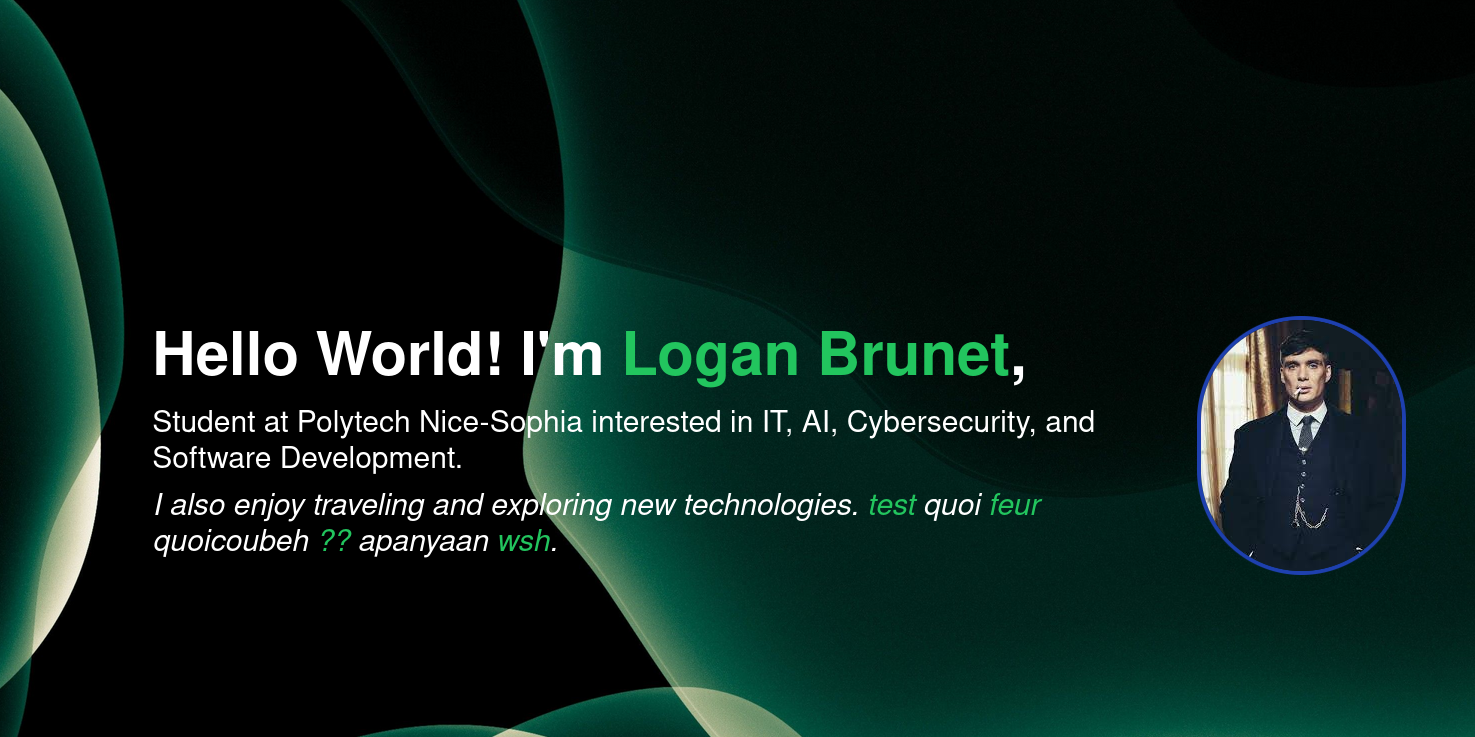 Hello World! I'm Logan Brunet,
Student at Polytech Nice-Sophia interested in IT, AI, Cybersecurity, and
Software Development.
I also enjoy traveling and exploring new technologies. test quoi feur
quoicoubeh ?? apanyaan wsh.